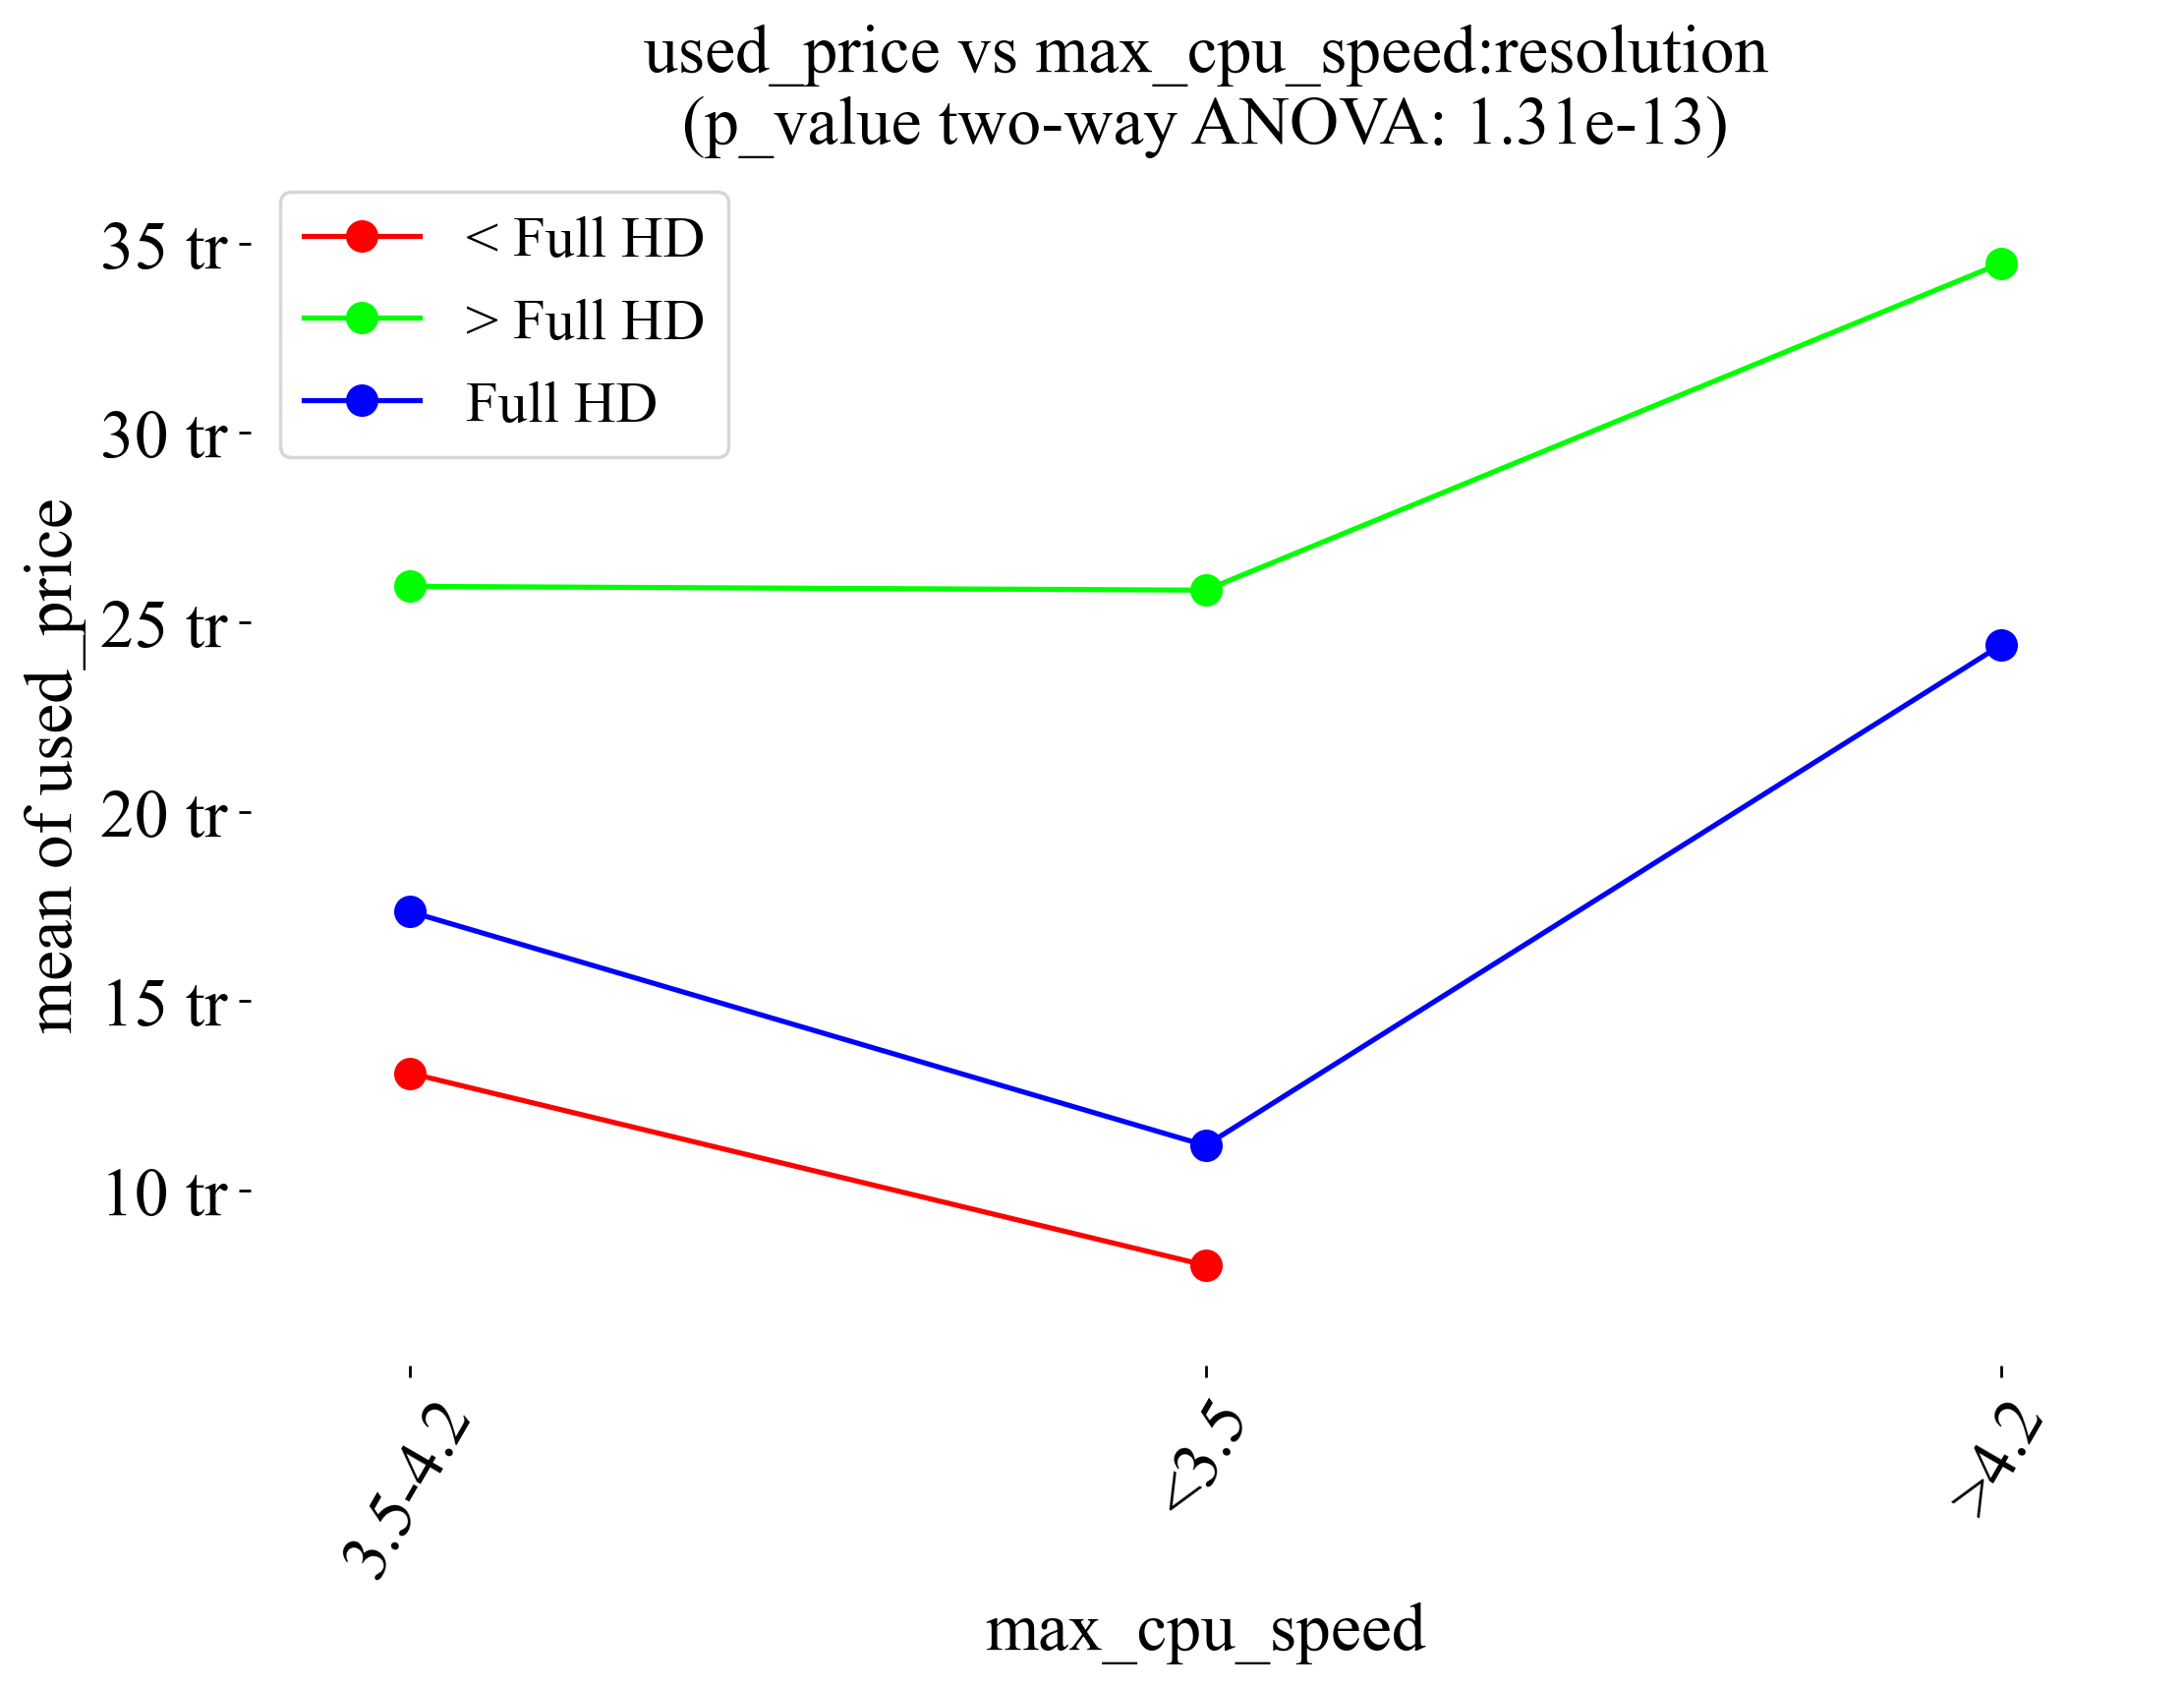 used_price vs max_cpu_speed:resolution
(p_value two-way ANOVA: 1.31e-13)
< Full HD
> Full HD
Full HD
35 tr
30 tr
25 tr
20 tr
15 tr
10 tr
mean of used_price
3.5-4.2
<3.5
>4.2
max_cpu_speed